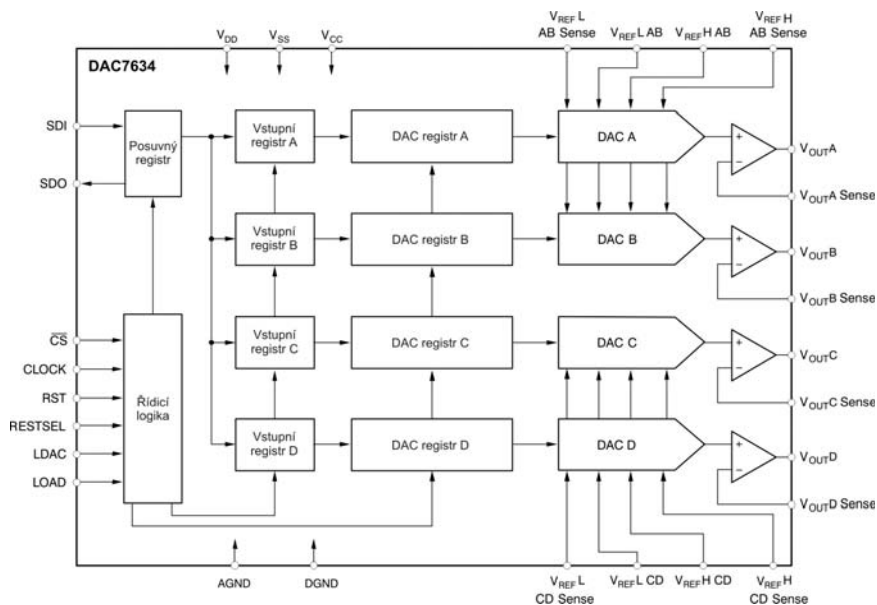 V_DD
V_SS
V_CC
V_REF L
AB Sense
V_REF L AB
V_REF H AB
V_REF H
AB Sense
DAC7634
SDI
SDO
Posuvný
registr
Vstupní
registr A
DAC registr A
DAC A
V_OUT A
V_OUT A Sense
Vstupní
registr B
DAC registr B
DAC B
V_OUT B
V_OUT B Sense
CS
CLOCK
RST
RESTSEL
LDAC
LOAD
Řídicí
logika
Vstupní
registr C
DAC registr C
DAC C
V_OUT C
V_OUT C Sense
Vstupní
registr D
DAC registr D
DAC D
V_OUT D
V_OUT D Sense
+
−
+
−
+
−
+
−
AGND
DGND
V_REF L
CD Sense
V_REF L CD
V_REF H CD
V_REF H
CD Sense